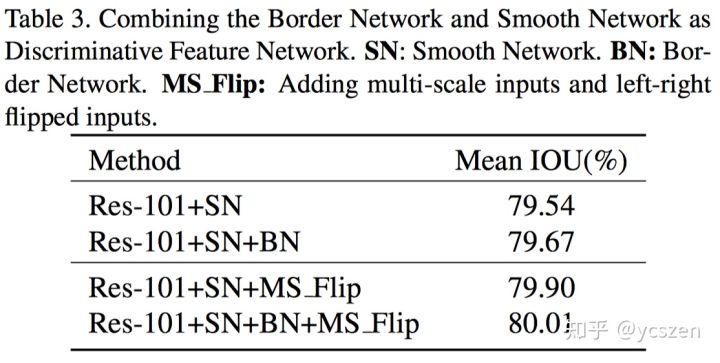 Table 3. Combining the Border Network and Smooth Network as
Discriminative Feature Network. SN: Smooth Network. BN: Bor-
der Network. MS_Flip: Adding multi-scale inputs and left-right
flipped inputs.
Method Mean IOU(%)
Res-101+SN 79.54
Res-101+SN+BN 79.67
Res-101+SN+MS_Flip 79.90
Res-101+SN+BN+MS_Flip 80.01
知乎 @ycszen